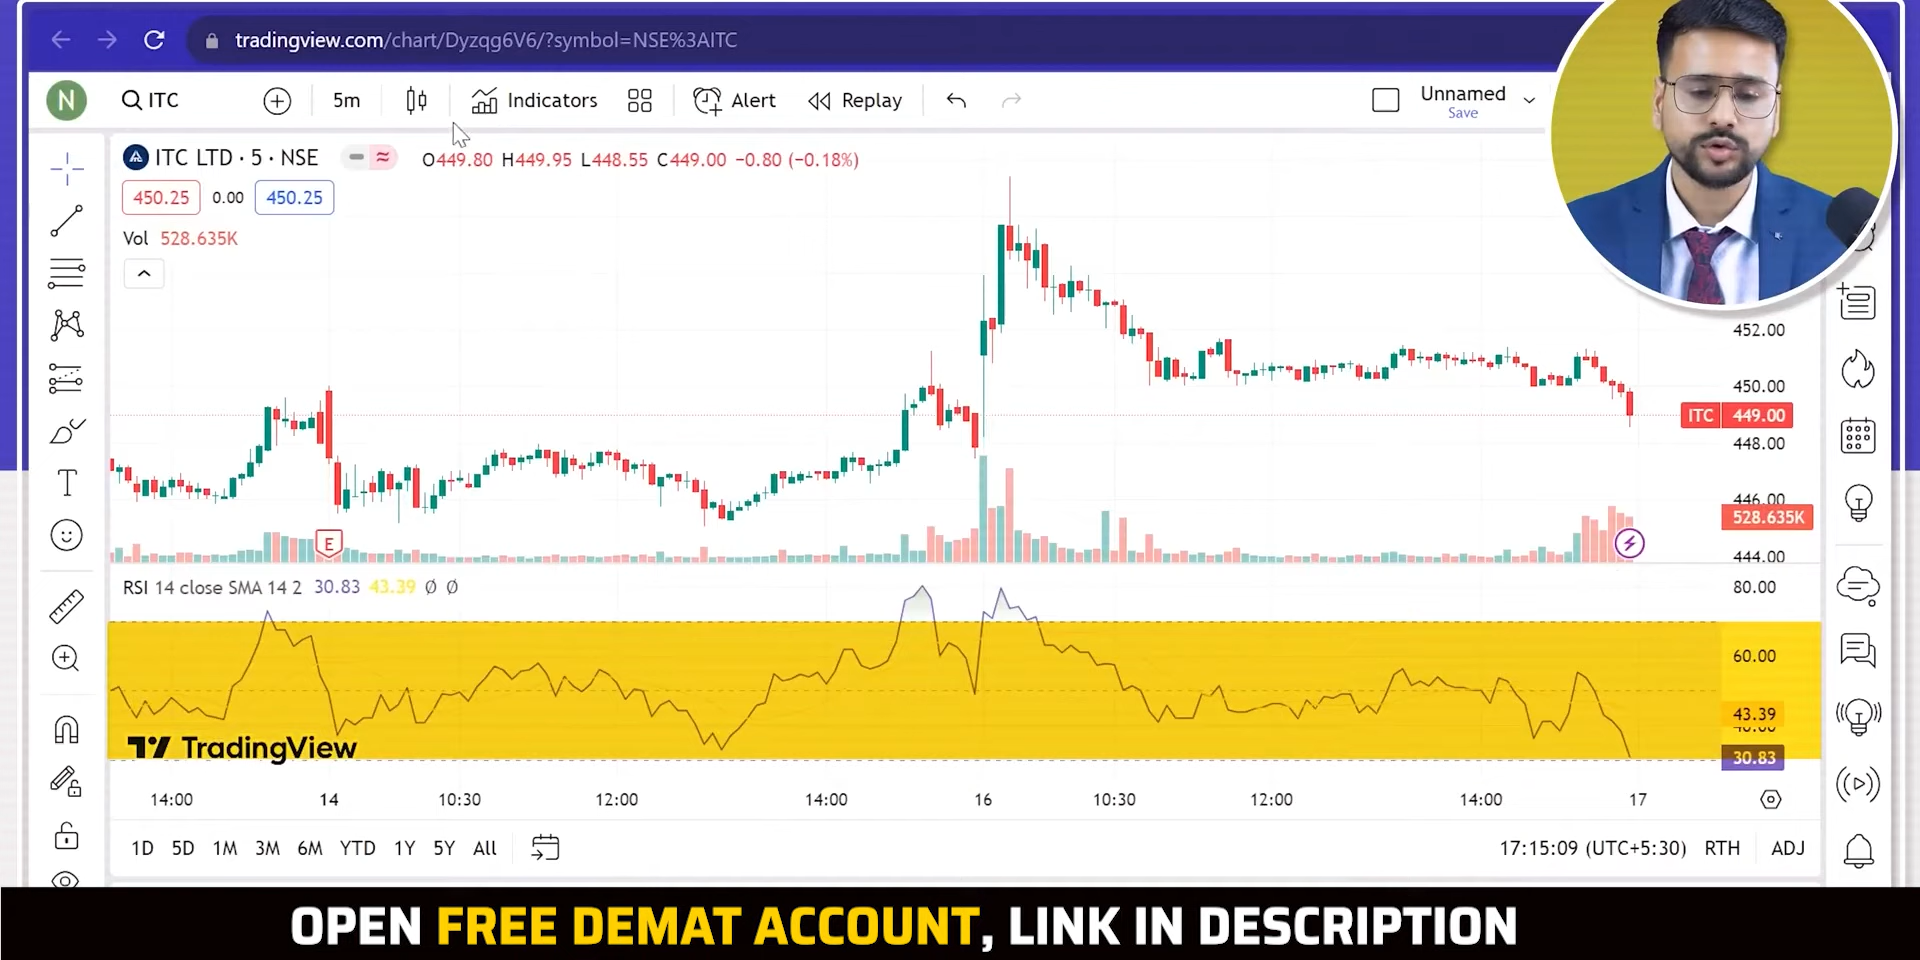 tradingview.com/chart/Dyzqg6V6/?symbol=NSE%3AITC
N ITC 5m Indicators Alert Replay Unnamed
Save
ITC LTD · 5 · NSE O449.80 H449.95 L448.55 C449.00 −0.80 (−0.18%)
450.25 0.00 450.25
Vol 528.635K
452.00
450.00
ITC 449.00
448.00
446.00
528.635K
E
444.00
RSI 14 close SMA 14 2 30.83 43.39 Ø Ø
80.00
60.00
43.39
40.00
30.83
TradingView
14:00 14 10:30 12:00 14:00 16 10:30 12:00 14:00 17
1D 5D 1M 3M 6M YTD 1Y 5Y All 17:15:09 (UTC+5:30) RTH ADJ
OPEN FREE DEMAT ACCOUNT, LINK IN DESCRIPTION